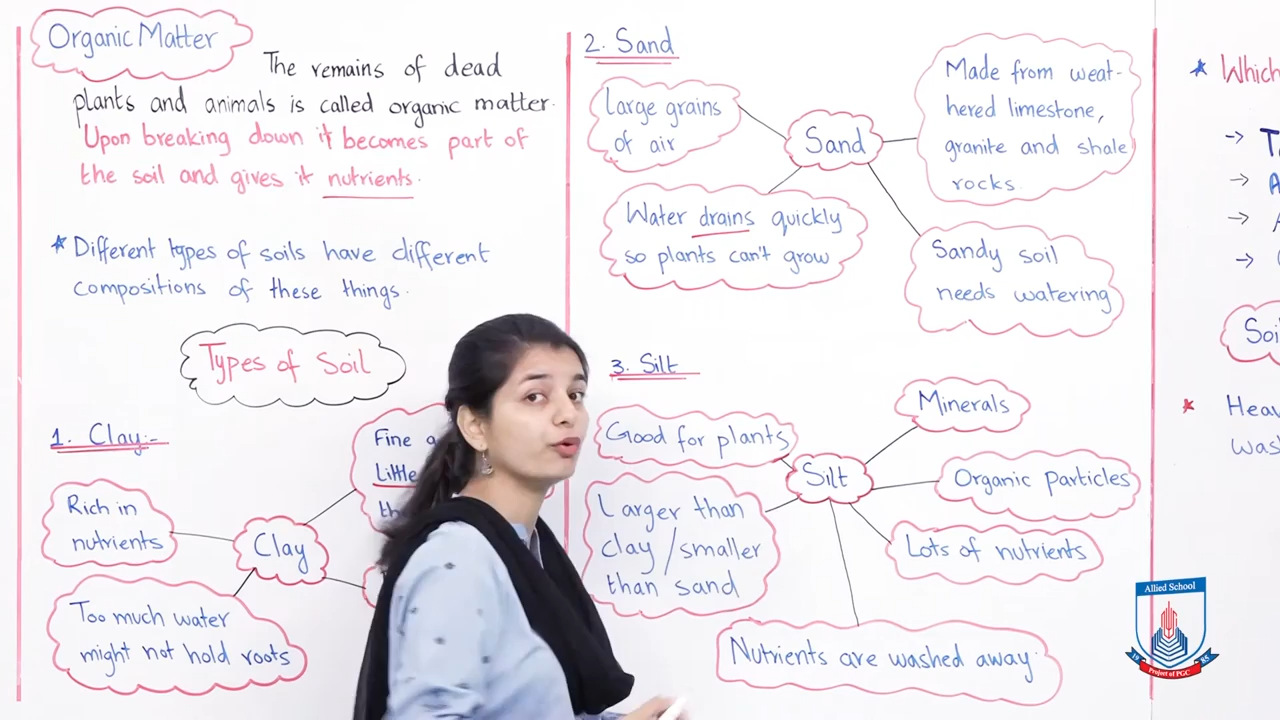 Organic Matter
The remains of dead
plants and animals is called organic matter.
Upon breaking down it becomes part of
the soil and gives it nutrients.
* Different types of soils have different
compositions of these things.
Types of Soil
1. Clay:-
Fine
Little
Rich in
nutrients
Clay
Too much water
might not hold roots
2. Sand
Large grains
of air
Sand
Made from weat-
hered limestone,
granite and shale
rocks.
Water drains quickly
so plants can't grow
Sandy soil
needs watering
3. Silt
Good for plants
Silt
Minerals
Organic particles
Larger than
clay / smaller
than sand
Lots of nutrients
Nutrients are washed away.
* Which
->
->
->
->
*
Allied School
19 85
Project of PGC